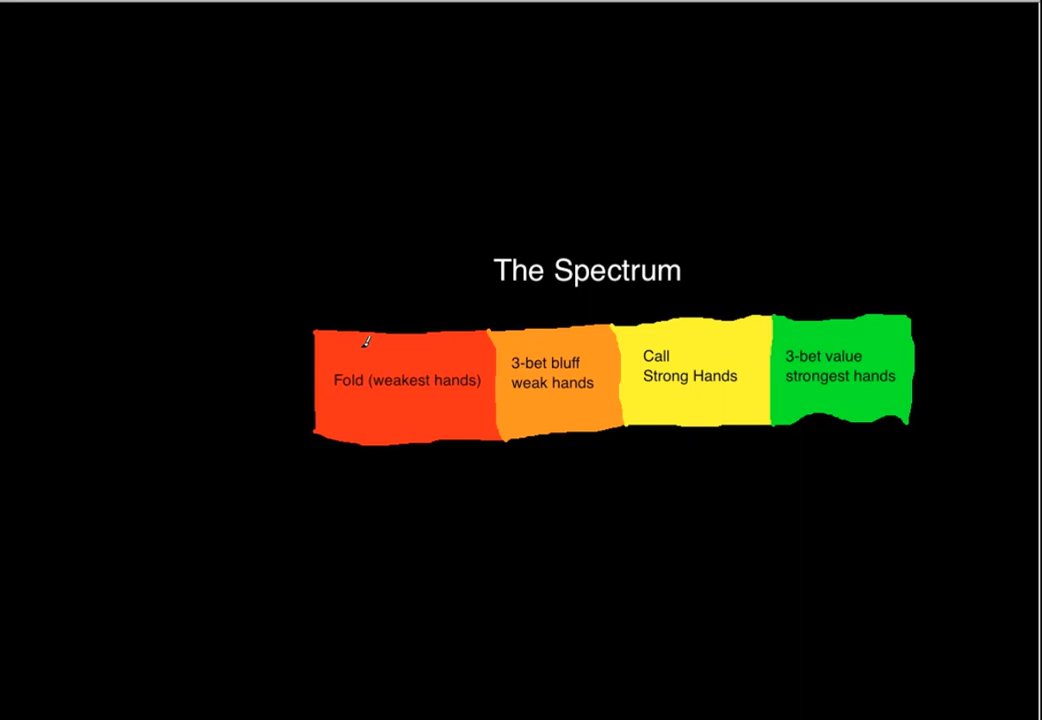 The Spectrum
Fold (weakest hands)
3-bet bluff
weak hands
Call
Strong Hands
3-bet value
strongest hands